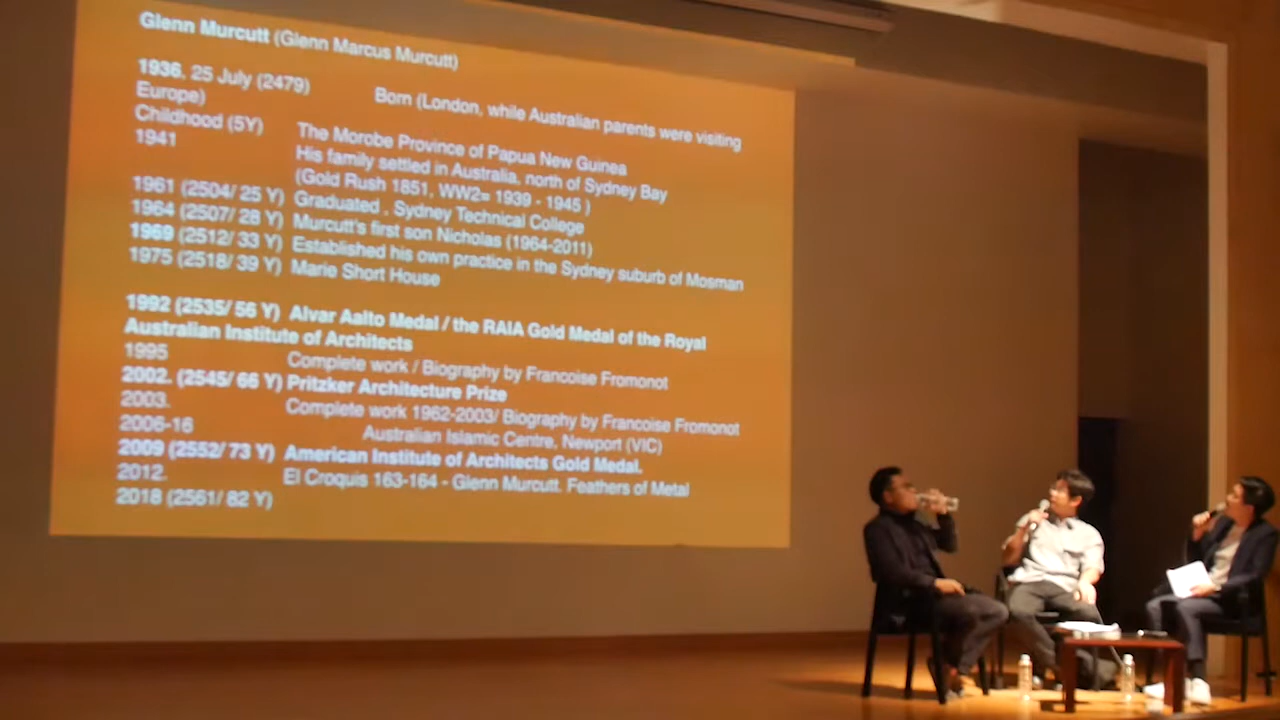 Glenn Murcutt (Glenn Marcus Murcutt)
1936, 25 July (2479) Born (London, while Australian parents were visiting
Europe)
Childhood (5Y) The Morobe Province of Papua New Guinea
1941 His family settled in Australia, north of Sydney Bay
(Gold Rush 1851, WW2= 1939 - 1945 )
1961 (2504/ 25 Y) Graduated , Sydney Technical College
1964 (2507/ 28 Y) Murcutt's first son Nicholas (1964-2011)
1969 (2512/ 33 Y) Established his own practice in the Sydney suburb of Mosman
1975 (2518/ 39 Y) Marie Short House
1992 (2535/ 56 Y) Alvar Aalto Medal / the RAIA Gold Medal of the Royal
Australian Institute of Architects
1995 Complete work / Biography by Francoise Fromonot
2002. (2545/ 66 Y) Pritzker Architecture Prize
2003. Complete work 1962-2003/ Biography by Francoise Fromonot
2006-16 Australian Islamic Centre, Newport (VIC)
2009 (2552/ 73 Y) American Institute of Architects Gold Medal.
2012. El Croquis 163-164 - Glenn Murcutt. Feathers of Metal
2018 (2561/ 82 Y)